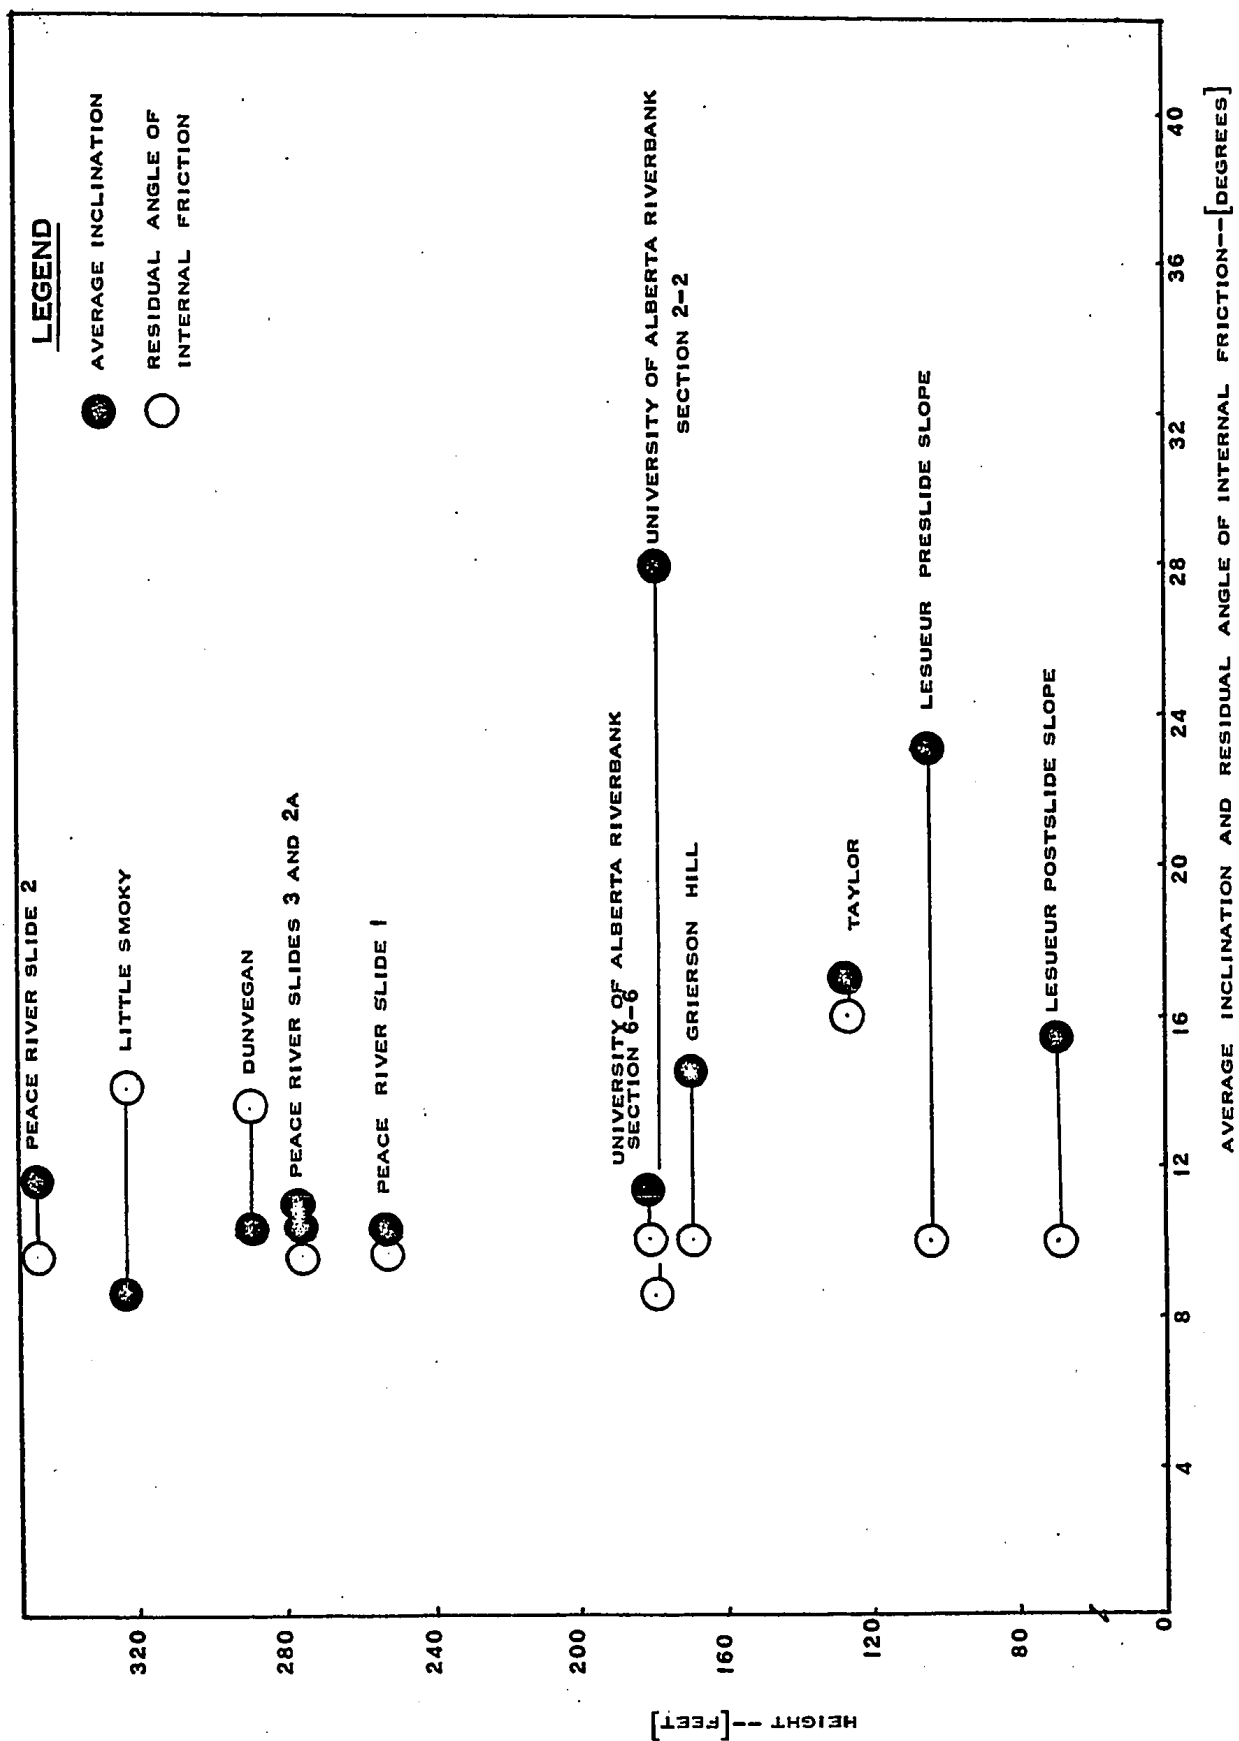 LEGEND
AVERAGE INCLINATION
RESIDUAL ANGLE OF
INTERNAL FRICTION
PEACE RIVER SLIDE 2
LITTLE SMOKY
DUNVEGAN
PEACE RIVER SLIDES 3 AND 2A
PEACE RIVER SLIDE 1
UNIVERSITY OF ALBERTA RIVERBANK
SECTION 6-6
UNIVERSITY OF ALBERTA RIVERBANK
SECTION 2-2
GRIERSON HILL
TAYLOR
LESUEUR PRESLIDE SLOPE
LESUEUR POSTSLIDE SLOPE
320
280
240
200
160
120
80
0
HEIGHT--[FEET]
4
8
12
16
20
24
28
32
36
40
AVERAGE INCLINATION AND RESIDUAL ANGLE OF INTERNAL FRICTION--[DEGREES]